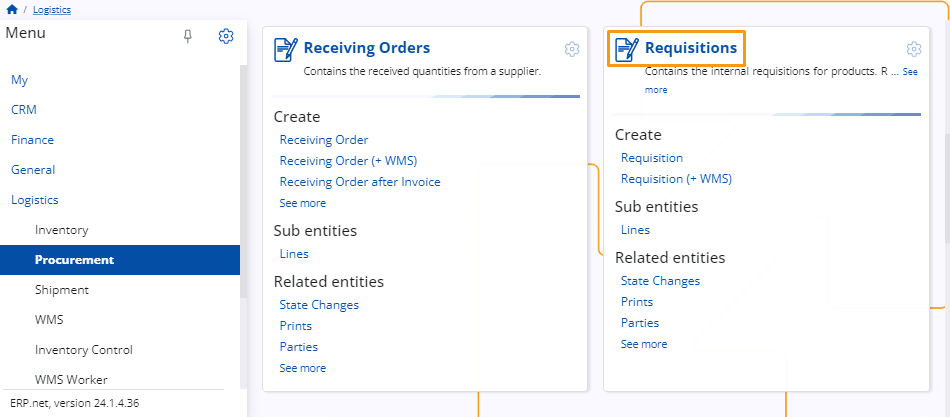 / Logistics
Menu
My
CRM
Finance
General
Logistics
Inventory
Procurement
Shipment
WMS
Inventory Control
WMS Worker
ERP.net, version 24.1.4.36
Receiving Orders
Contains the received quantities from a supplier.
Create
Receiving Order
Receiving Order (+ WMS)
Receiving Order after Invoice
See more
Sub entities
Lines
Related entities
State Changes
Prints
Parties
See more
Requisitions
Contains the internal requisitions for products. R ... See
more
Create
Requisition
Requisition (+ WMS)
Sub entities
Lines
Related entities
State Changes
Prints
Parties
See more